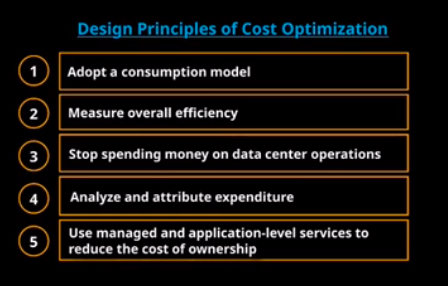 Design Principles of Cost Optimization
1 Adopt a consumption model
2 Measure overall efficiency
3 Stop spending money on data center operations
4 Analyze and attribute expenditure
5 Use managed and application-level services to
reduce the cost of ownership